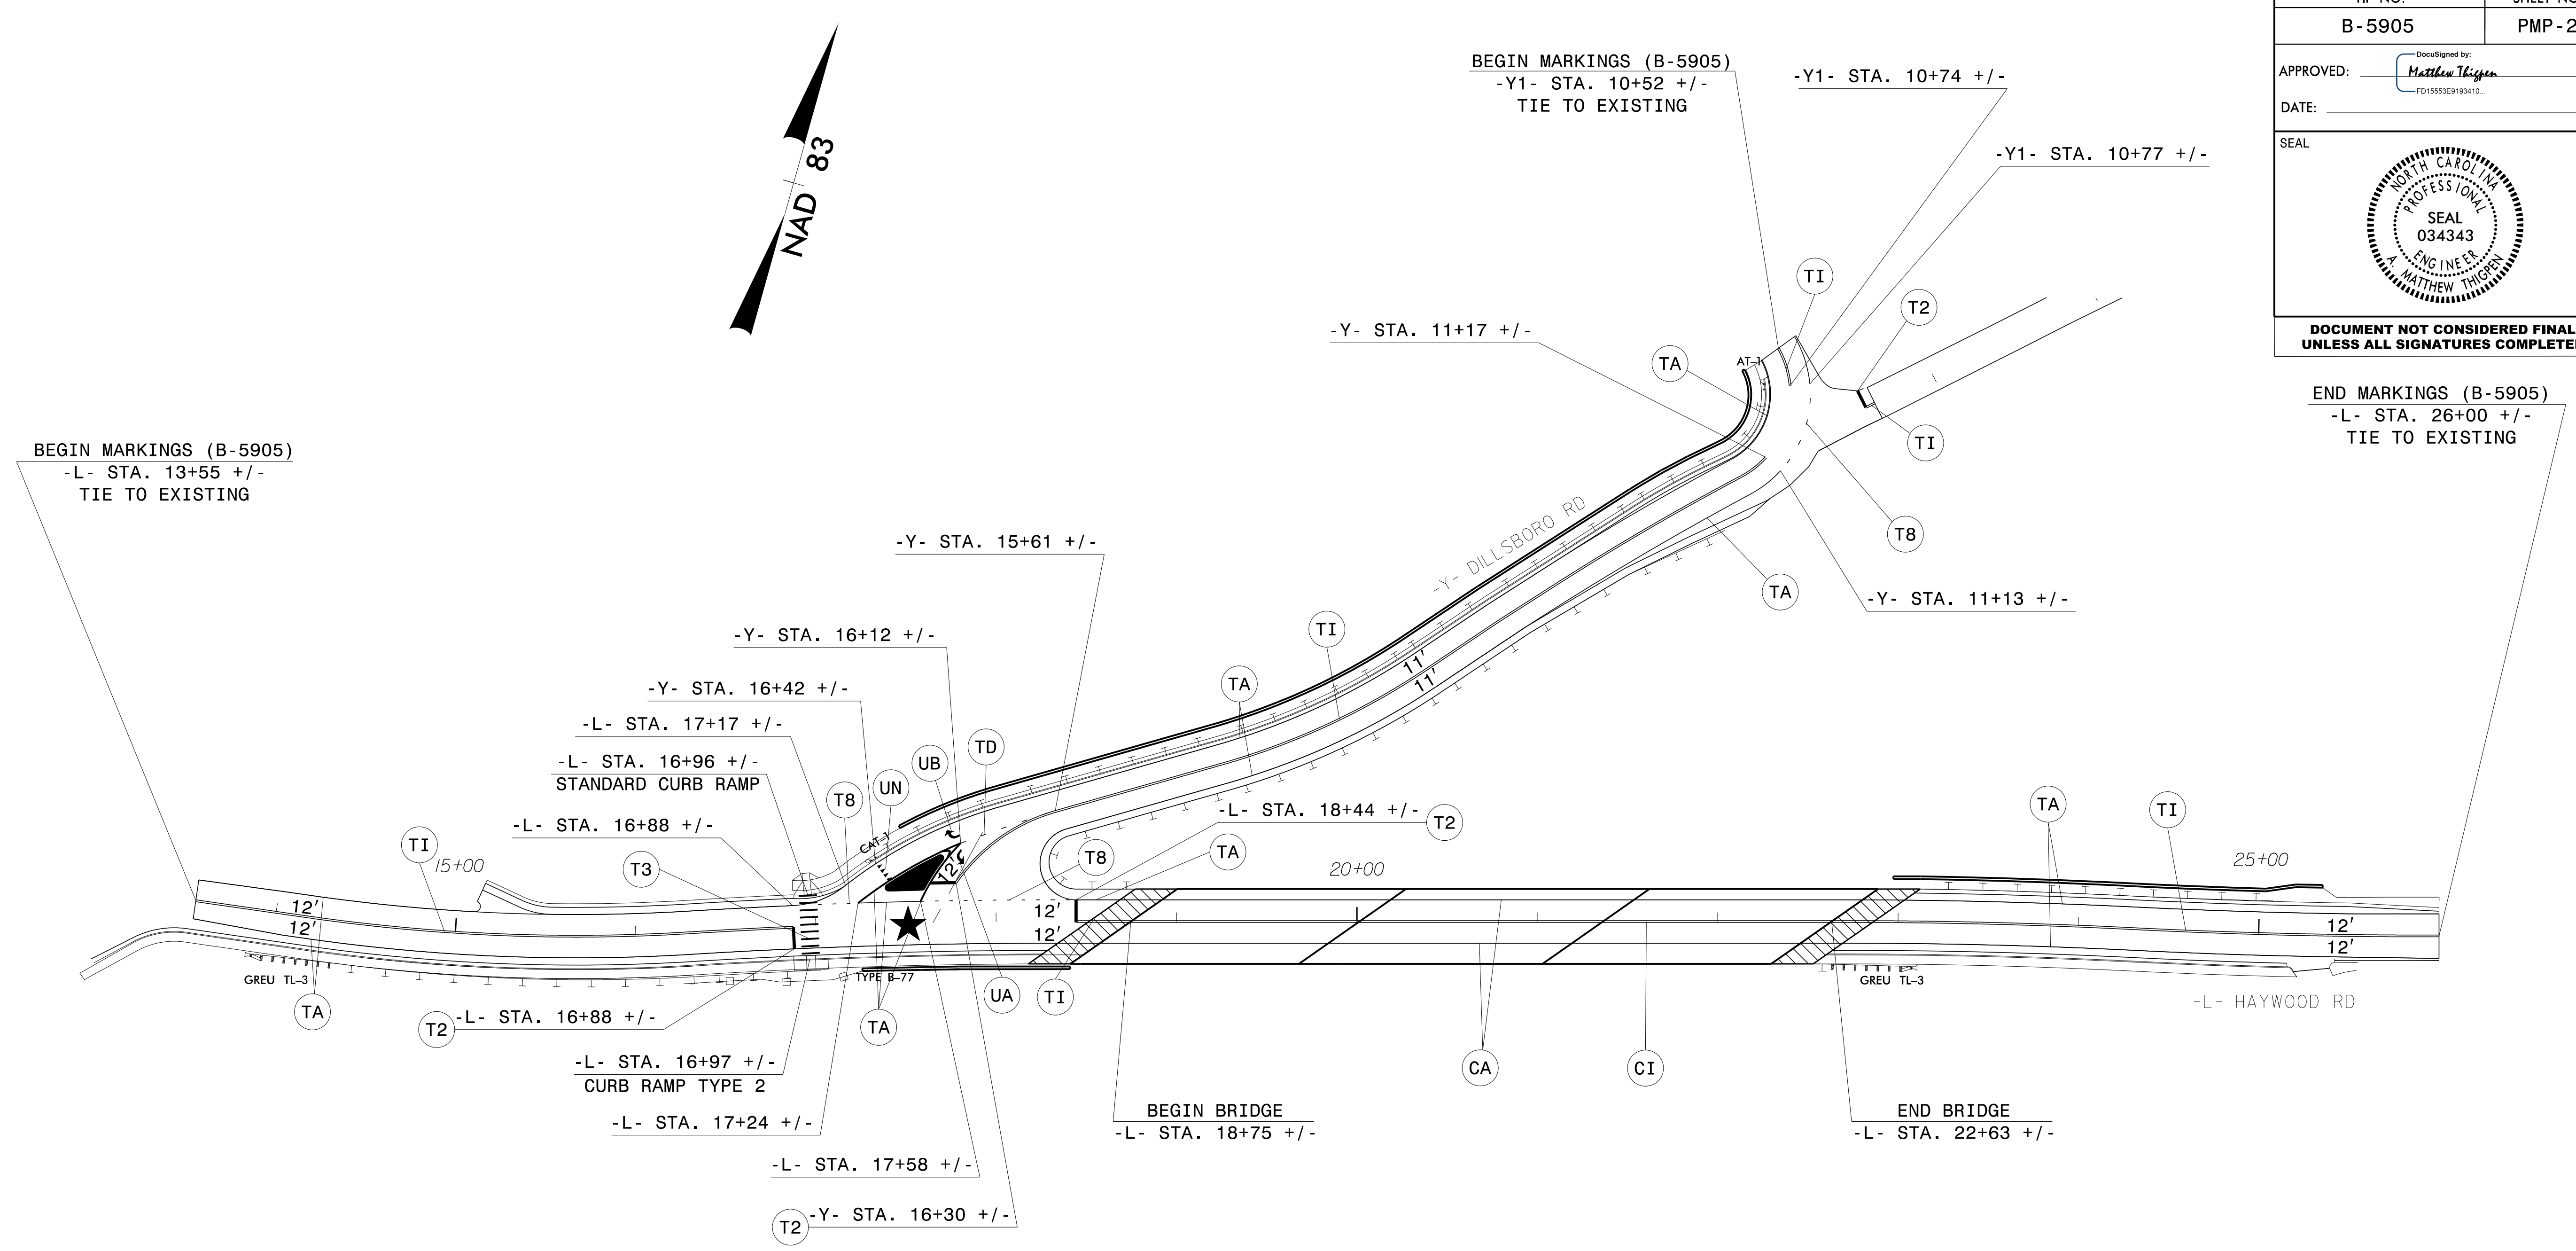 TIP NO.
SHEET NO.
B-5905
PMP-2
APPROVED:
DocuSigned by:
Matthew Thigpen
FD15553E9193410...
DATE:
SEAL
NORTH CAROLINA
PROFESSIONAL
SEAL
034343
ENGINEER
A. MATTHEW THIGPEN
DOCUMENT NOT CONSIDERED FINAL
UNLESS ALL SIGNATURES COMPLETED
NAD 83
BEGIN MARKINGS (B-5905)
-Y1- STA. 10+52 +/-
TIE TO EXISTING
-Y1- STA. 10+74 +/-
-Y1- STA. 10+77 +/-
TI
T2
-Y- STA. 11+17 +/-
TA
AT-1
TI
END MARKINGS (B-5905)
-L- STA. 26+00 +/-
TIE TO EXISTING
BEGIN MARKINGS (B-5905)
-L- STA. 13+55 +/-
TIE TO EXISTING
-Y- DILLSBORO RD
T8
-Y- STA. 15+61 +/-
TA
-Y- STA. 11+13 +/-
-Y- STA. 16+12 +/-
TI
11'
11'
TA
-Y- STA. 16+42 +/-
-L- STA. 17+17 +/-
TD
UB
-L- STA. 16+96 +/-
STANDARD CURB RAMP
UN
T8
-L- STA. 18+44 +/-
T2
TA
TI
-L- STA. 16+88 +/-
TI
15+00
T3
CAT-1
12'
T8
TA
20+00
25+00
12'
12'
12'
12'
12'
12'
GREU TL-3
TYPE B-77
GREU TL-3
TA
UA
TI
-L- HAYWOOD RD
T2
-L- STA. 16+88 +/-
TA
-L- STA. 16+97 +/-
CURB RAMP TYPE 2
CA
CI
-L- STA. 17+24 +/-
BEGIN BRIDGE
-L- STA. 18+75 +/-
END BRIDGE
-L- STA. 22+63 +/-
-L- STA. 17+58 +/-
T2
-Y- STA. 16+30 +/-